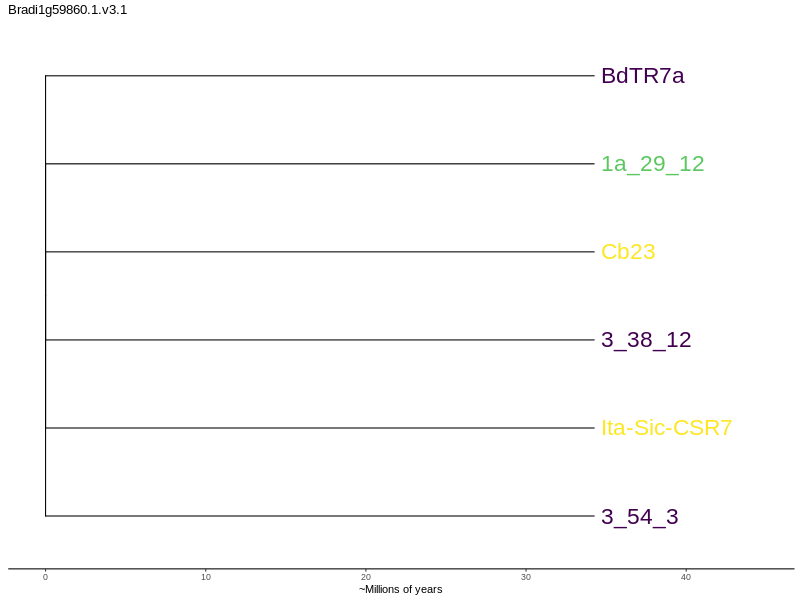 Bradi1g59860.1.v3.1
BdTR7a
1a_29_12
Cb23
3_38_12
Ita-Sic-CSR7
3_54_3
0 10 20 30 40
~Millions of years